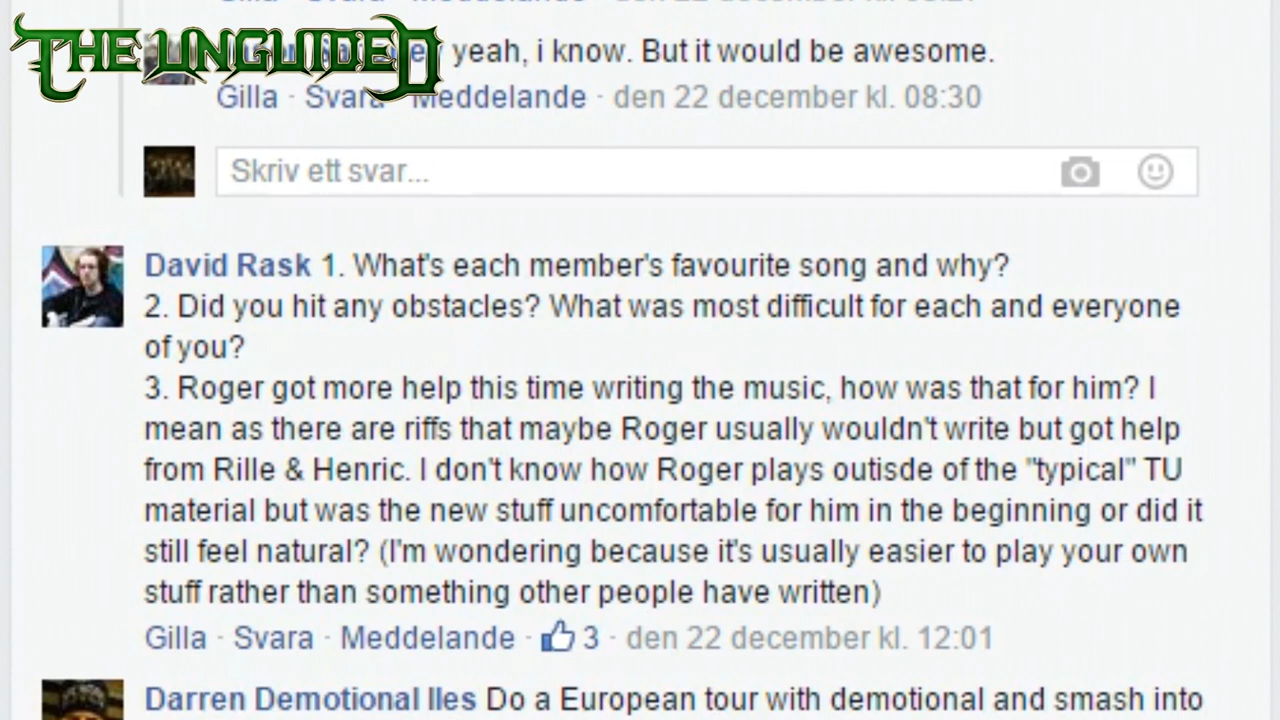 Gilla · Svara · Meddelande · den 22 december kl.
THE UNGUIDED
yeah, i know. But it would be awesome.
Gilla · Svara · Meddelande · den 22 december kl. 08:30
Skriv ett svar...
David Rask 1. What's each member's favourite song and why?
2. Did you hit any obstacles? What was most difficult for each and everyone
of you?
3. Roger got more help this time writing the music, how was that for him? I
mean as there are riffs that maybe Roger usually wouldn't write but got help
from Rille & Henric. I don't know how Roger plays outisde of the "typical" TU
material but was the new stuff uncomfortable for him in the beginning or did it
still feel natural? (I'm wondering because it's usually easier to play your own
stuff rather than something other people have written)
Gilla · Svara · Meddelande · 3 · den 22 december kl. 12:01
Darren Demotional Iles Do a European tour with demotional and smash into